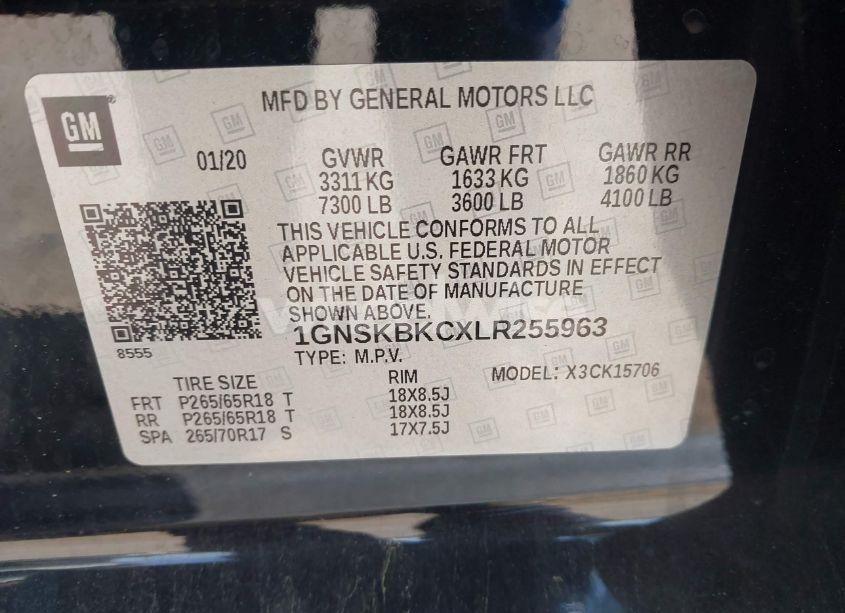 GM
MFD BY GENERAL MOTORS LLC
01/20 GVWR GAWR FRT GAWR RR
3311 KG 1633 KG 1860 KG
7300 LB 3600 LB 4100 LB
THIS VEHICLE CONFORMS TO ALL
APPLICABLE U.S. FEDERAL MOTOR
VEHICLE SAFETY STANDARDS IN EFFECT
ON THE DATE OF MANUFACTURE
SHOWN ABOVE.
1GNSKBKCXLR255963
8555
TYPE: M.P.V.
MODEL: X3CK15706
TIRE SIZE RIM
FRT P265/65R18 T 18X8.5J
RR P265/65R18 T 18X8.5J
SPA 265/70R17 S 17X7.5J